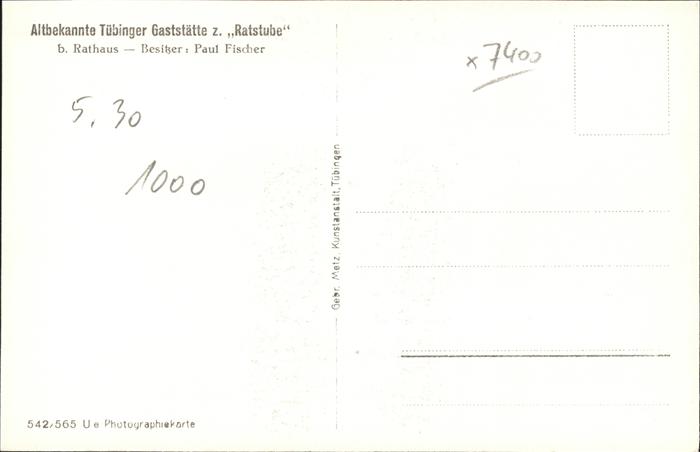 Altbekannte Tübinger Gaststätte z. „Ratstube“
b. Rathaus — Besitzer: Paul Fischer
x 7400
5. 30
1000
Gebr. Metz, Kunstanstalt, Tübingen
542/565 U e Photographiekarte